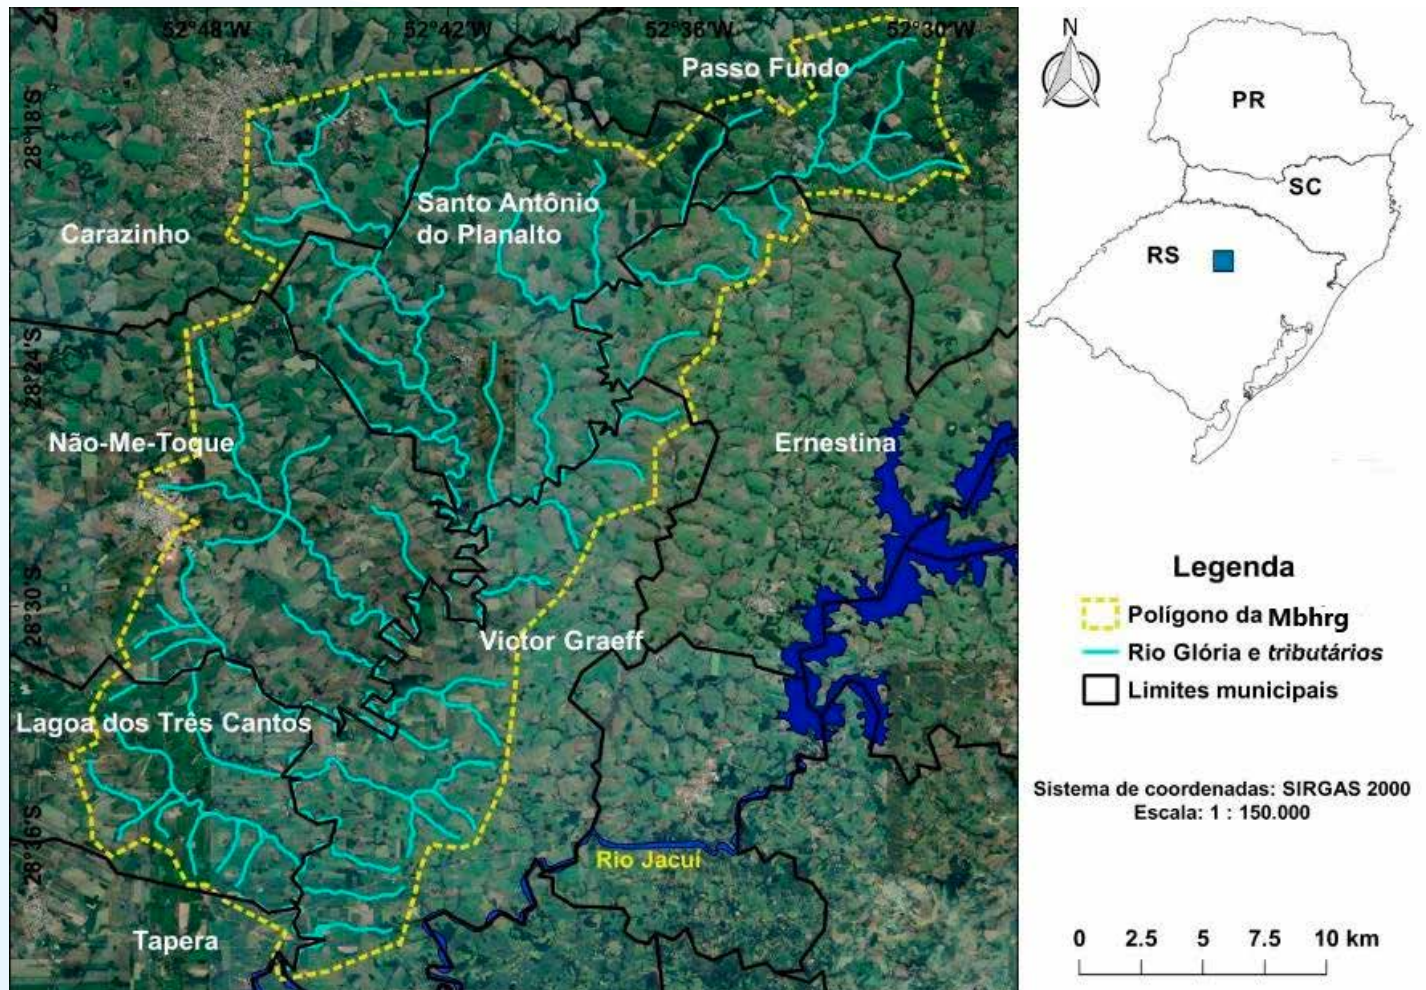 52°48'W
52°42'W
52°36'W
52°30'W
28°18'S
28°24'S
28°30'S
28°36'S
Passo Fundo
Santo Antônio
do Planalto
Carazinho
Não-Me-Toque
Ernestina
Victor Graeff
Lagoa dos Três Cantos
Rio Jacuí
Tapera
N
PR
SC
RS
Legenda
Polígono da Mbhrg
Rio Glória e tributários
Limites municipais
Sistema de coordenadas: SIRGAS 2000
Escala: 1 : 150.000
0 2.5 5 7.5 10 km